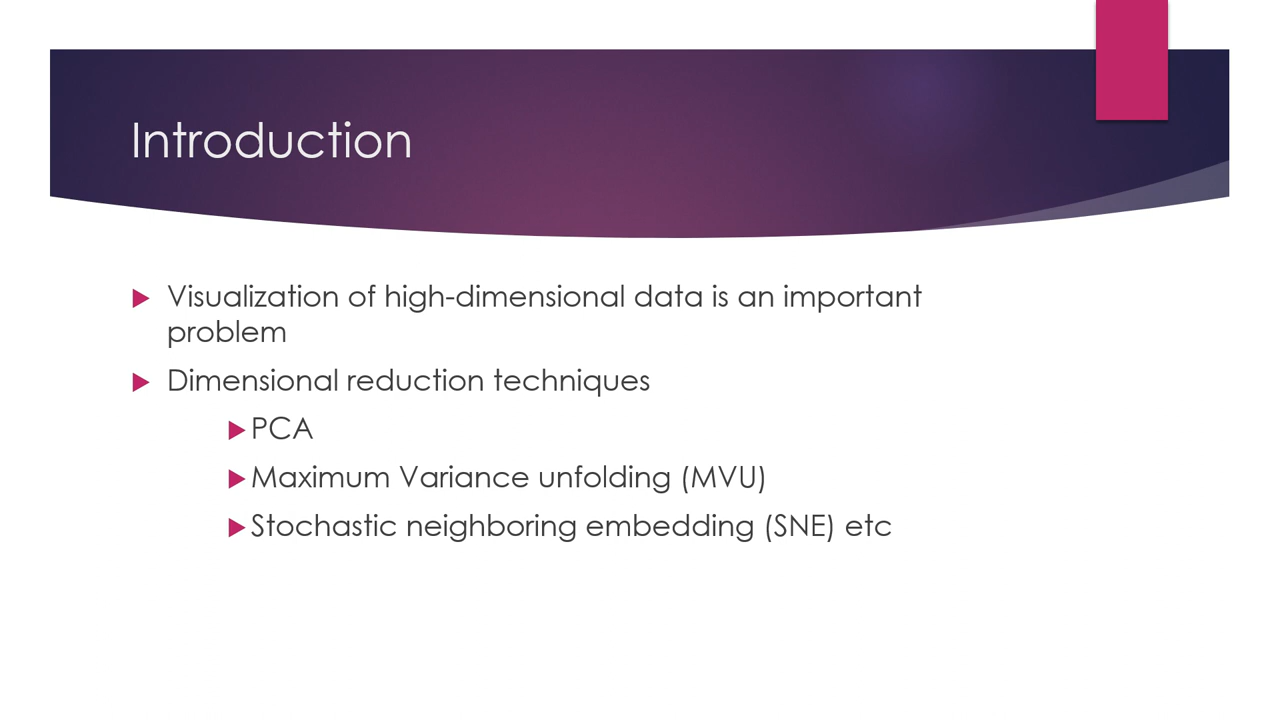 Introduction
Visualization of high-dimensional data is an important
problem
Dimensional reduction techniques
PCA
Maximum Variance unfolding (MVU)
Stochastic neighboring embedding (SNE) etc